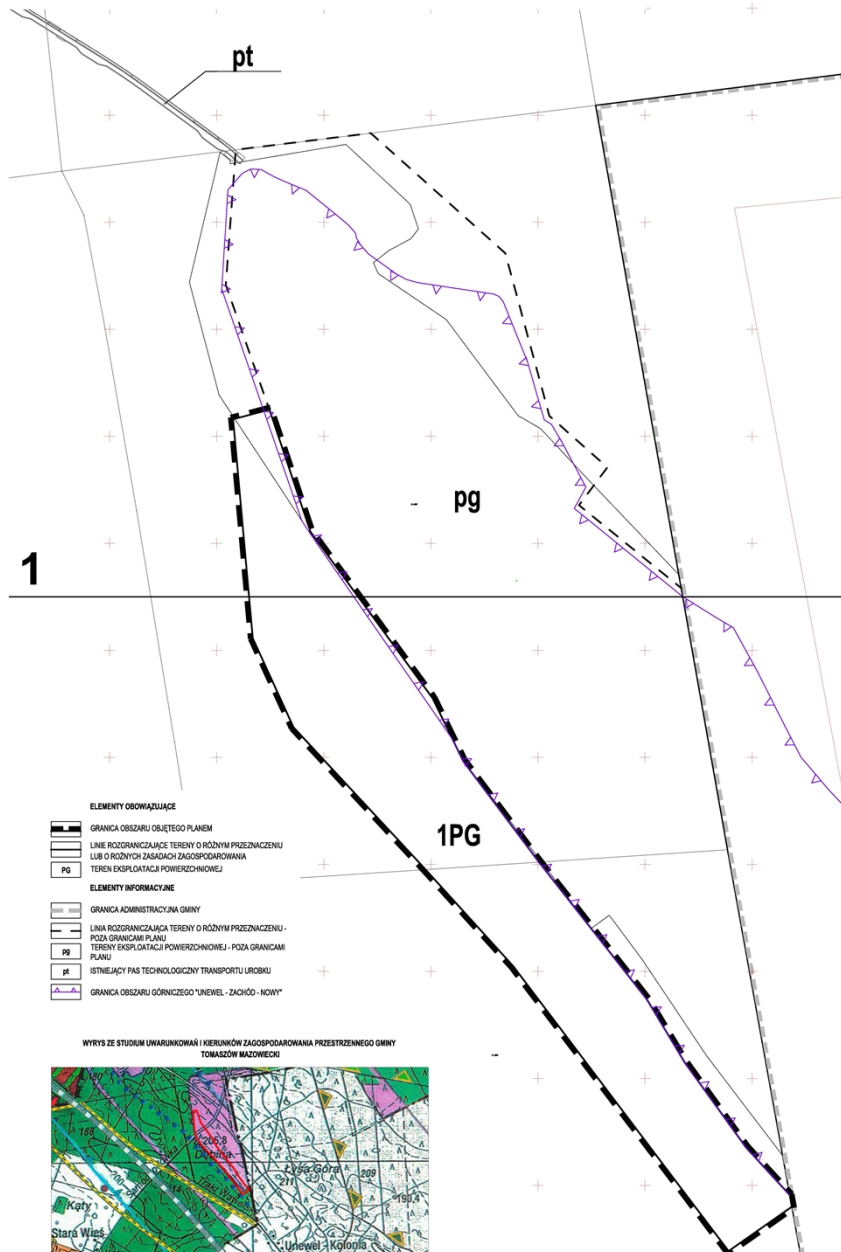 pt
pg
1
1PG
ELEMENTY OBOWIĄZUJĄCE
GRANICA OBSZARU OBJĘTEGO PLANEM
LINIE ROZGRANICZAJĄCE TERENY O RÓŻNYM PRZEZNACZENIU
LUB O ROŻNYCH ZASADACH ZAGOSPODAROWANIA
PG TEREN EKSPLOATACJI POWIERZCHNIOWEJ
ELEMENTY INFORMACYJNE
GRANICA ADMINISTRACYJNA GMINY
LINIA ROZGRANICZAJĄCA TERENY O RÓŻNYM PRZEZNACZENIU -
POZA GRANICAMI PLANU
pg TERENY EKSPLOATACJI POWIERZCHNIOWEJ - POZA GRANICAMI
PLANU
pt ISTNIEJĄCY PAS TECHNOLOGICZNY TRANSPORTU UROBKU
GRANICA OBSZARU GÓRNICZEGO "UNEWEL - ZACHÓD - NOWY"
WYRYS ZE STUDIUM UWARUNKOWAŃ I KIERUNKÓW ZAGOSPODAROWANIA PRZESTRZENNEGO GMINY
TOMASZÓW MAZOWIECKI
188
205,8
Dębina
Łysa Góra
209
211
200
14
190,4
Kąty
Stara Wieś
Unewel - Kolonia